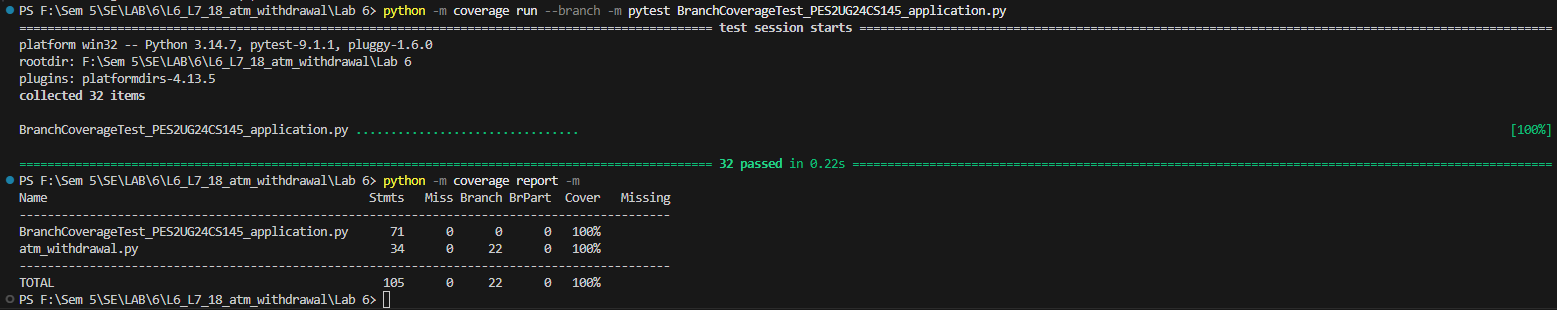 PS F:\Sem 5\SE\LAB\6\L6_L7_18_atm_withdrawal\Lab 6> python -m coverage run --branch -m pytest BranchCoverageTest_PES2UG24CS145_application.py
================================ test session starts ================================
platform win32 -- Python 3.14.7, pytest-9.1.1, pluggy-1.6.0
rootdir: F:\Sem 5\SE\LAB\6\L6_L7_18_atm_withdrawal\Lab 6
plugins: platformdirs-4.13.5
collected 32 items
BranchCoverageTest_PES2UG24CS145_application.py ................................ [100%]
================================ 32 passed in 0.22s ================================
PS F:\Sem 5\SE\LAB\6\L6_L7_18_atm_withdrawal\Lab 6> python -m coverage report -m
Name Stmts Miss Branch BrPart Cover Missing
--------------------------------------------------------------------------------
BranchCoverageTest_PES2UG24CS145_application.py 71 0 0 0 100%
atm_withdrawal.py 34 0 22 0 100%
--------------------------------------------------------------------------------
TOTAL 105 0 22 0 100%
PS F:\Sem 5\SE\LAB\6\L6_L7_18_atm_withdrawal\Lab 6>